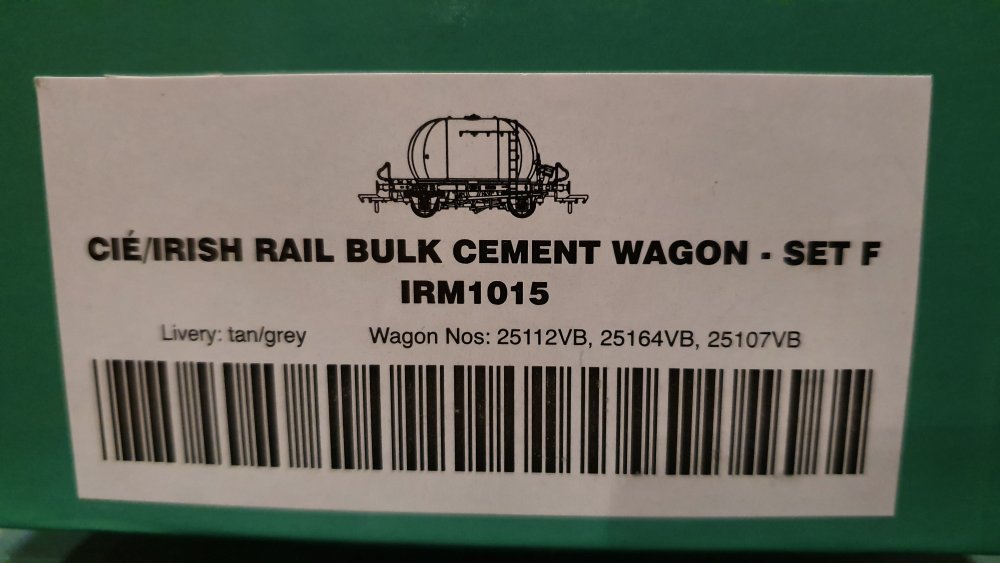 CIÉ/IRISH RAIL BULK CEMENT WAGON - SET F
IRM1015
Livery: tan/grey Wagon Nos: 25112VB, 25164VB, 25107VB